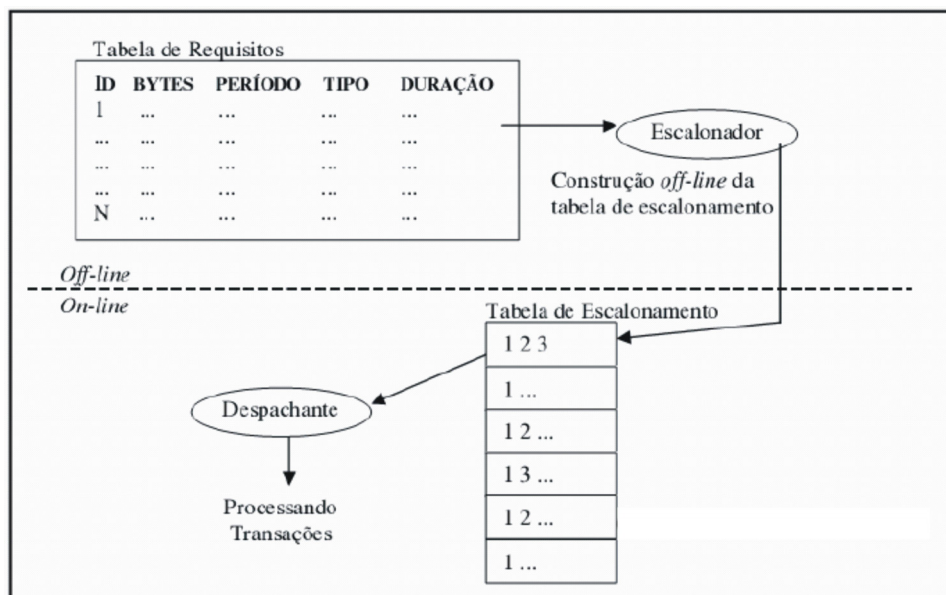 Tabela de Requisitos
ID BYTES PERÍODO TIPO DURAÇÃO
1 ... ... ... ...
... ... ... ... ...
... ... ... ... ...
... ... ... ... ...
N ... ... ... ...
Escalonador
Construção off-line da
tabela de escalonamento
Off-line
On-line
Tabela de Escalonamento
1 2 3
1 ...
1 2 ...
1 3 ...
1 2 ...
1 ...
Despachante
Processando
Transações